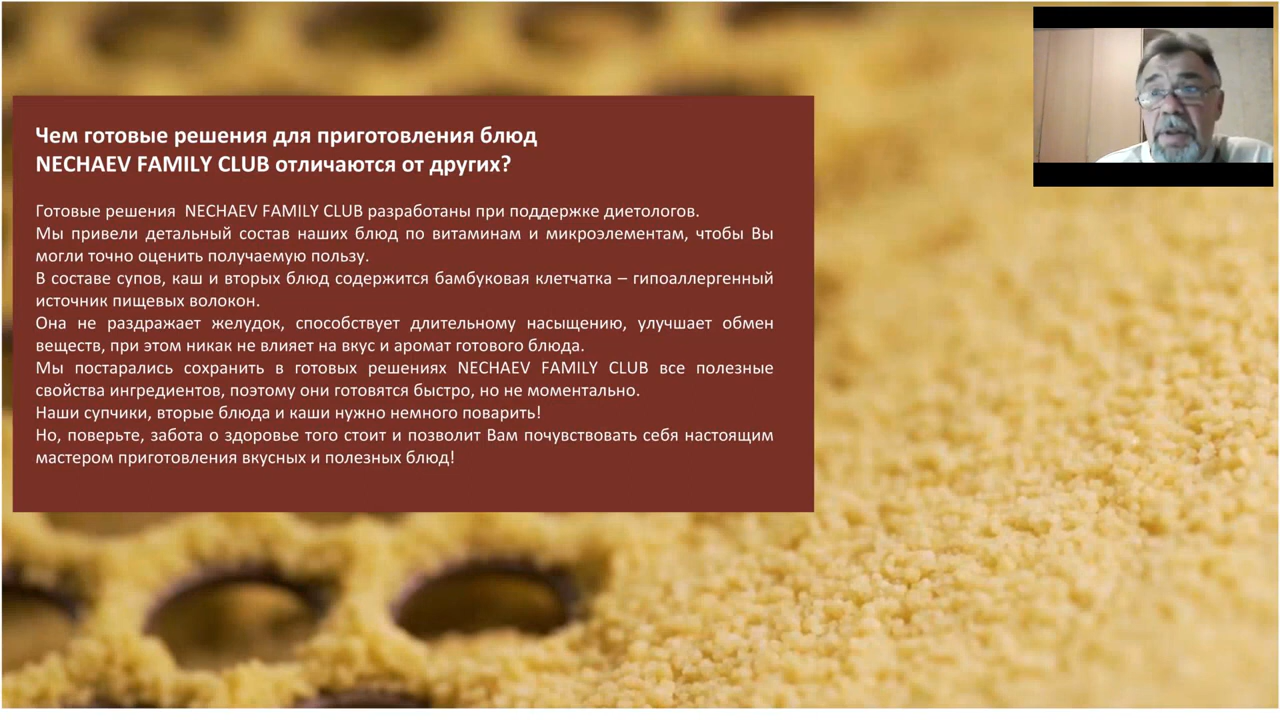 Чем готовые решения для приготовления блюд
NECHAEV FAMILY CLUB отличаются от других?
Готовые решения NECHAEV FAMILY CLUB разработаны при поддержке диетологов.
Мы привели детальный состав наших блюд по витаминам и микроэлементам, чтобы Вы
могли точно оценить получаемую пользу.
В составе супов, каш и вторых блюд содержится бамбуковая клетчатка – гипоаллергенный
источник пищевых волокон.
Она не раздражает желудок, способствует длительному насыщению, улучшает обмен
веществ, при этом никак не влияет на вкус и аромат готового блюда.
Мы постарались сохранить в готовых решениях NECHAEV FAMILY CLUB все полезные
свойства ингредиентов, поэтому они готовятся быстро, но не моментально.
Наши супчики, вторые блюда и каши нужно немного поварить!
Но, поверьте, забота о здоровье того стоит и позволит Вам почувствовать себя настоящим
мастером приготовления вкусных и полезных блюд!